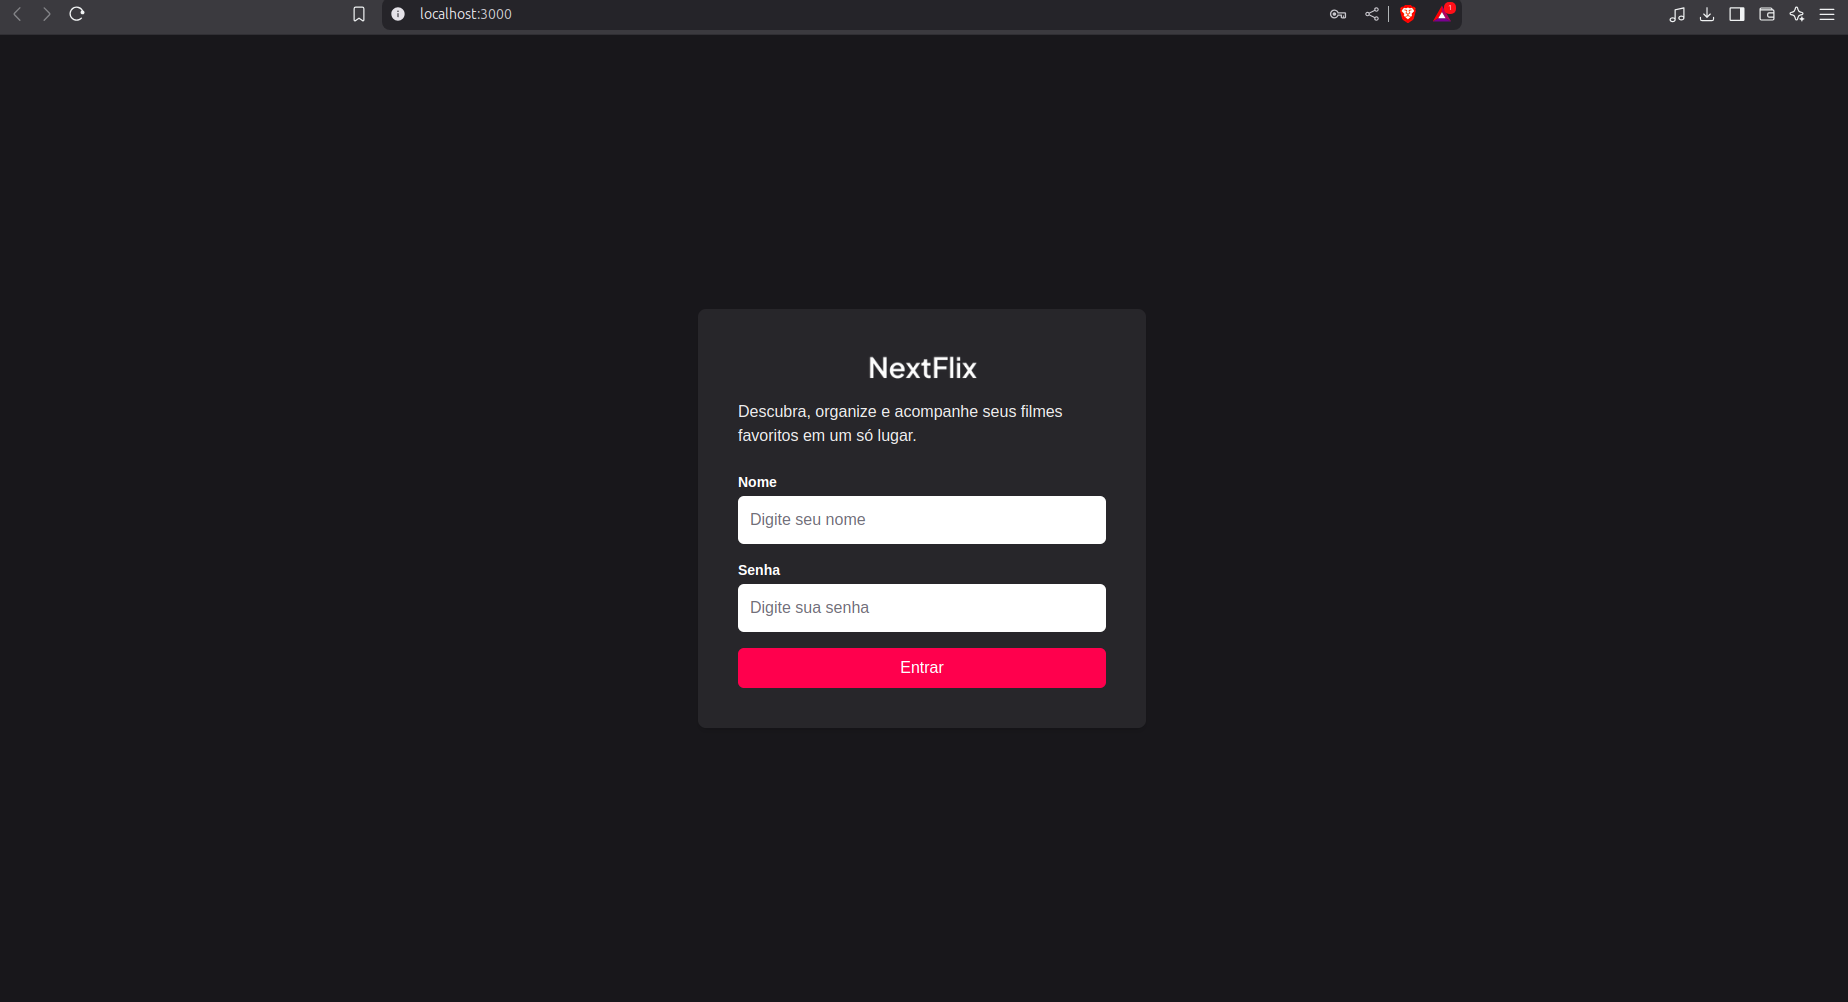 localhost:3000
1
NextFlix
Descubra, organize e acompanhe seus filmes
favoritos em um só lugar.
Nome
Digite seu nome
Senha
Digite sua senha
Entrar